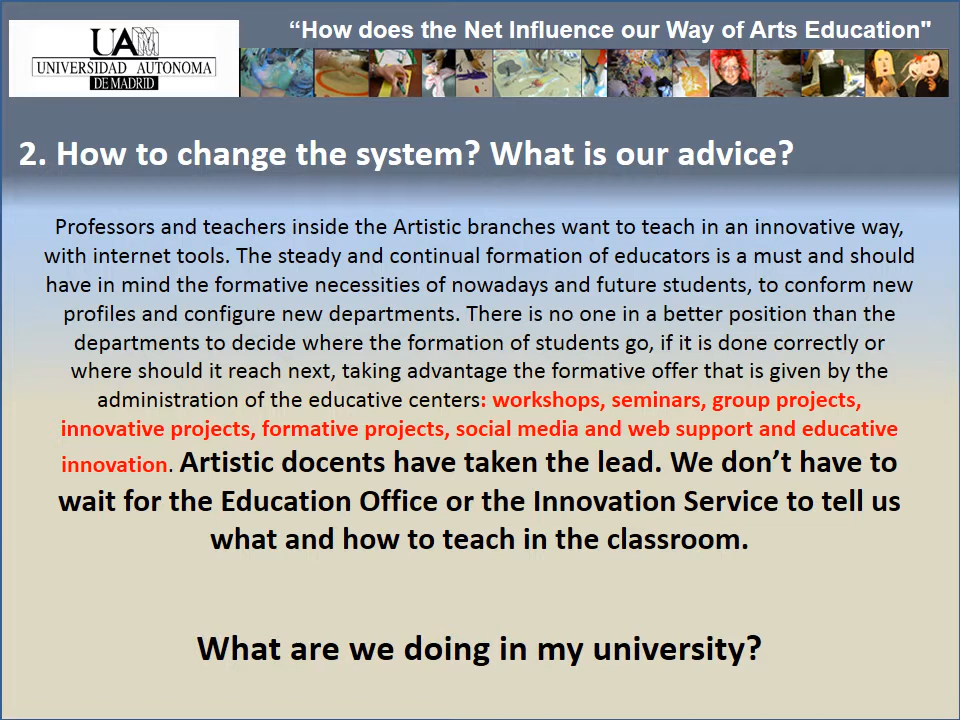 UAM
UNIVERSIDAD AUTONOMA
DE MADRID
“How does the Net Influence our Way of Arts Education"
2. How to change the system? What is our advice?
Professors and teachers inside the Artistic branches want to teach in an innovative way,
with internet tools. The steady and continual formation of educators is a must and should
have in mind the formative necessities of nowadays and future students, to conform new
profiles and configure new departments. There is no one in a better position than the
departments to decide where the formation of students go, if it is done correctly or
where should it reach next, taking advantage the formative offer that is given by the
administration of the educative centers: workshops, seminars, group projects,
innovative projects, formative projects, social media and web support and educative
innovation. Artistic docents have taken the lead. We don’t have to
wait for the Education Office or the Innovation Service to tell us
what and how to teach in the classroom.
What are we doing in my university?